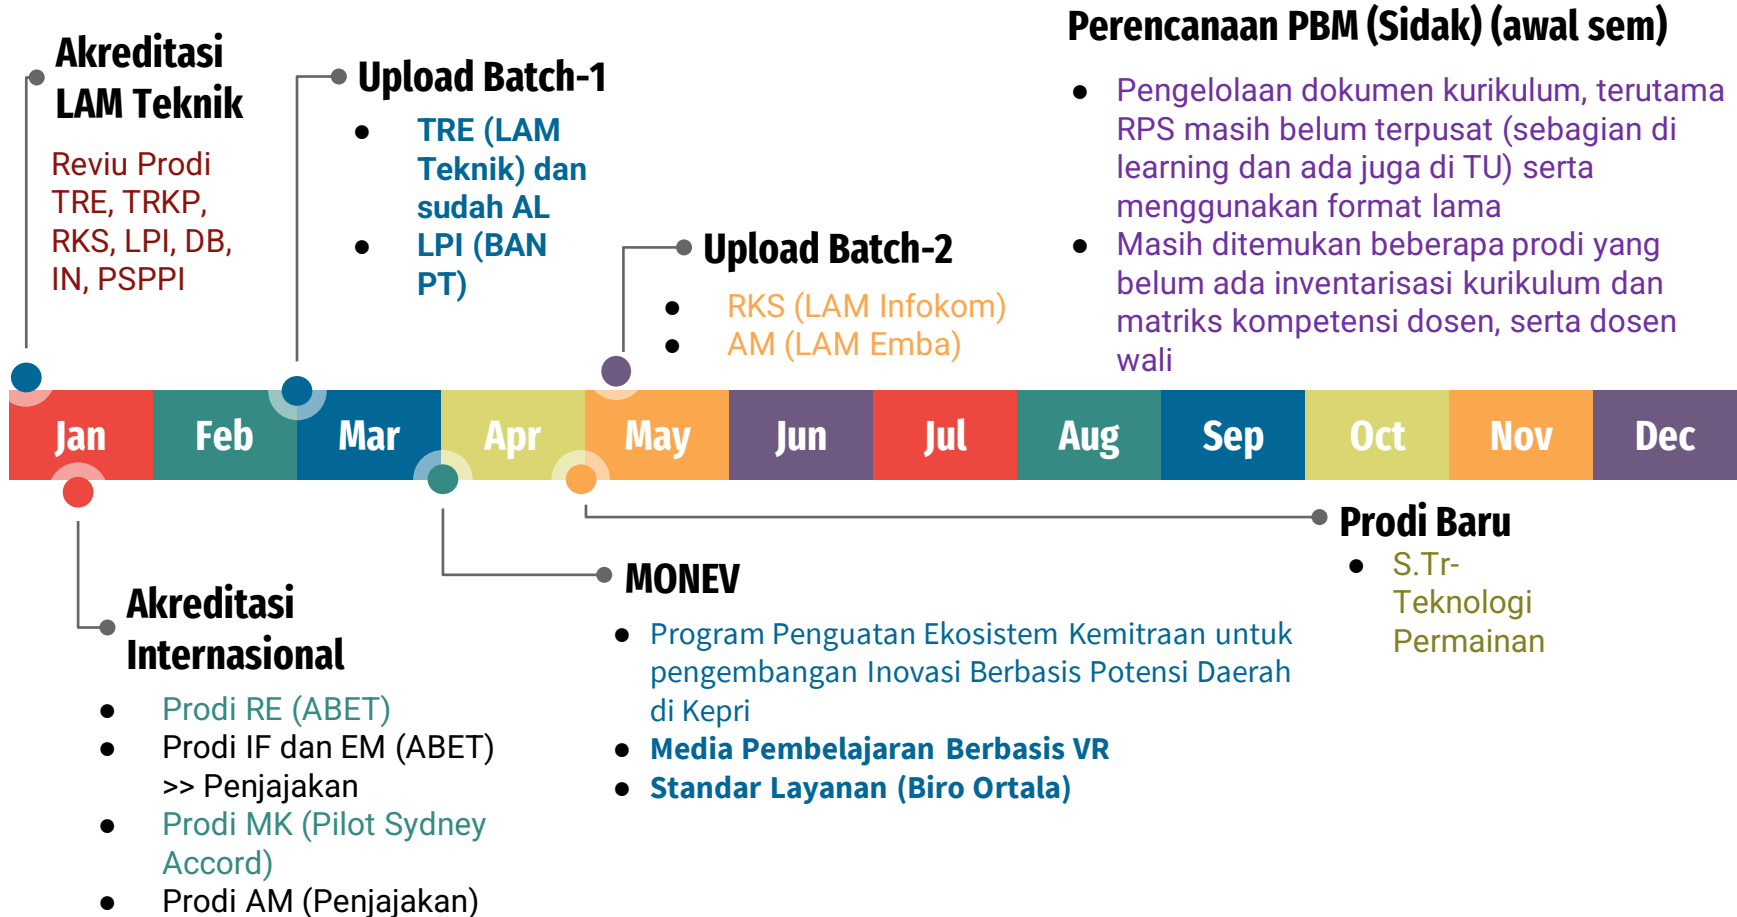 Akreditasi
LAM Teknik
Reviu Prodi
TRE, TRKP,
RKS, LPI, DB,
IN, PSPPI
Upload Batch-1
● TRE (LAM
Teknik) dan
sudah AL
● LPI (BAN
PT)
Upload Batch-2
● RKS (LAM Infokom)
● AM (LAM Emba)
Perencanaan PBM (Sidak) (awal sem)
● Pengelolaan dokumen kurikulum, terutama
RPS masih belum terpusat (sebagian di
learning dan ada juga di TU) serta
menggunakan format lama
● Masih ditemukan beberapa prodi yang
belum ada inventarisasi kurikulum dan
matriks kompetensi dosen, serta dosen
wali
Jan Feb Mar Apr May Jun Jul Aug Sep Oct Nov Dec
Akreditasi
Internasional
● Prodi RE (ABET)
● Prodi IF dan EM (ABET)
>> Penjajakan
● Prodi MK (Pilot Sydney
Accord)
● Prodi AM (Penjajakan)
MONEV
● Program Penguatan Ekosistem Kemitraan untuk
pengembangan Inovasi Berbasis Potensi Daerah
di Kepri
● Media Pembelajaran Berbasis VR
● Standar Layanan (Biro Ortala)
Prodi Baru
● S.Tr-
Teknologi
Permainan